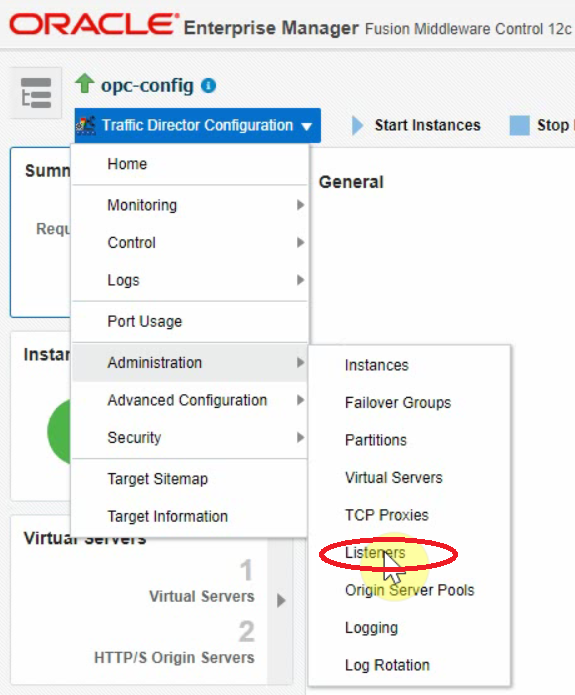 ORACLE® Enterprise Manager Fusion Middleware Control 12c
opc-config
Traffic Director Configuration
Start Instances
Stop
Summ
General
Home
Requ
Monitoring
Control
Logs
Port Usage
Instan
Administration
Advanced Configuration
Security
Target Sitemap
Target Information
Instances
Failover Groups
Partitions
Virtual Servers
TCP Proxies
Listeners
Origin Server Pools
Logging
Log Rotation
Virtual Servers
1
Virtual Servers
2
HTTP/S Origin Servers